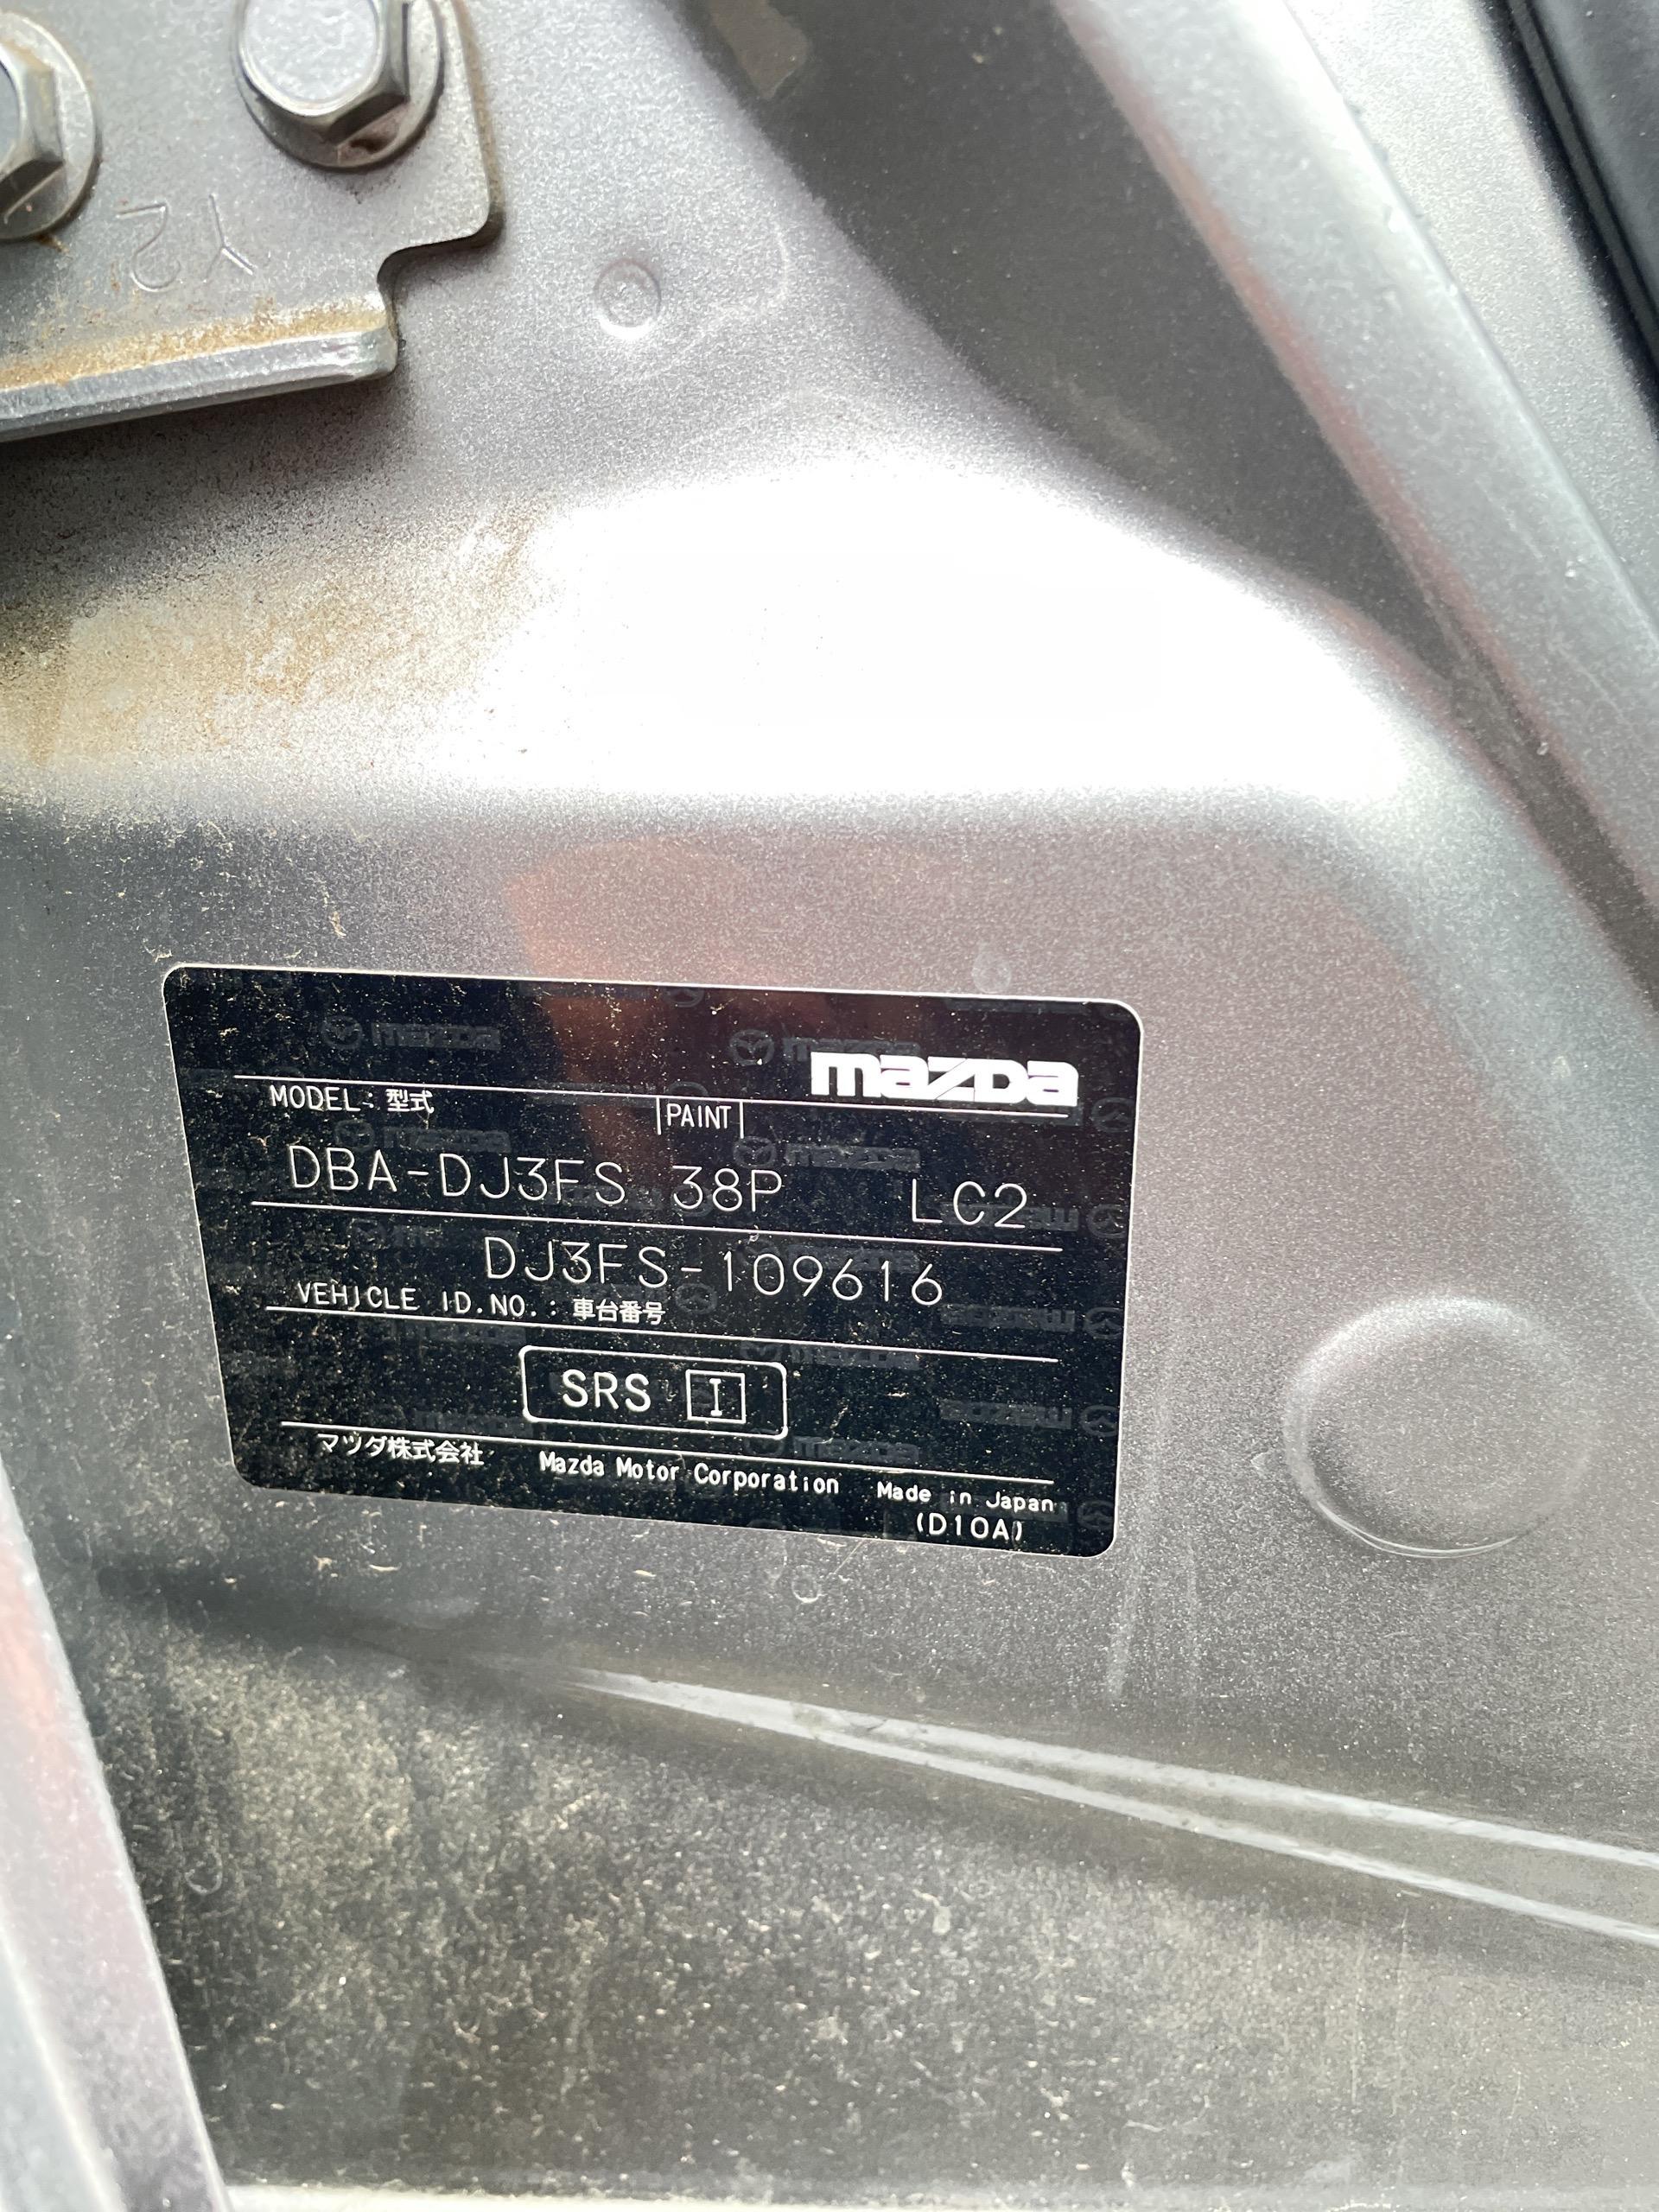 Y2
mazda
MODEL: 型式 PAINT
DBA-DJ3FS 38P LC2
DJ3FS-109616
VEHICLE ID.NO.: 車台番号
SRS I
マツダ株式会社 Mazda Motor Corporation Made in Japan
(D10A)